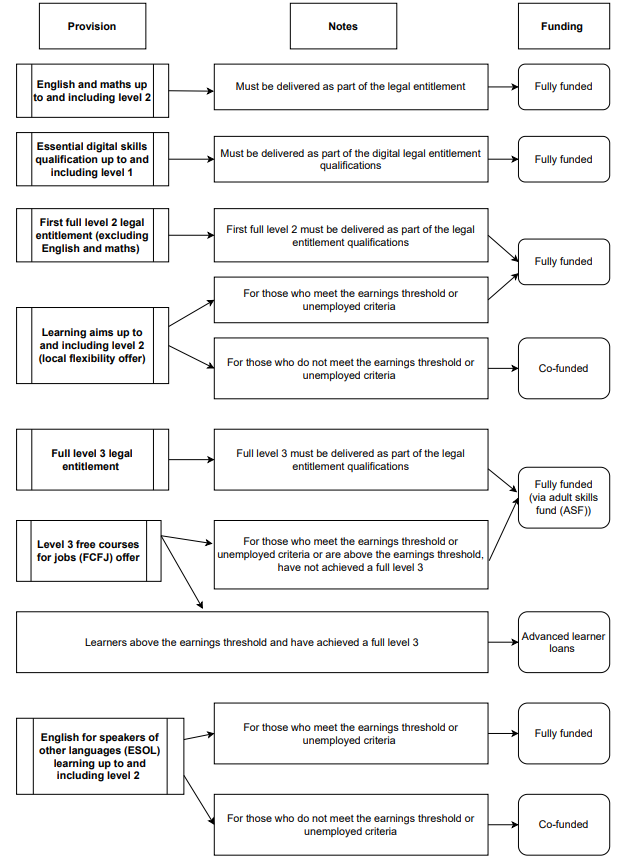 Provision
Notes
Funding
English and maths up
to and including level 2
Must be delivered as part of the legal entitlement
Fully funded
Essential digital skills
qualification up to and
including level 1
Must be delivered as part of the digital legal entitlement
qualifications
Fully funded
First full level 2 legal
entitlement (excluding
English and maths)
First full level 2 must be delivered as part of the legal
entitlement qualifications
Fully funded
For those who meet the earnings threshold or
unemployed criteria
Learning aims up to
and including level 2
(local flexibility offer)
For those who do not meet the earnings threshold or
unemployed criteria
Co-funded
Full level 3 legal
entitlement
Full level 3 must be delivered as part of the legal
entitlement qualifications
Fully funded
(via adult skills
fund (ASF))
Level 3 free courses
for jobs (FCFJ) offer
For those who meet the earnings threshold or
unemployed criteria or are above the earnings threshold,
have not achieved a full level 3
Learners above the earnings threshold and have achieved a full level 3
Advanced learner
loans
English for speakers of
other languages (ESOL)
learning up to and
including level 2
For those who meet the earnings threshold or
unemployed criteria
Fully funded
For those who do not meet the earnings threshold or
unemployed criteria
Co-funded